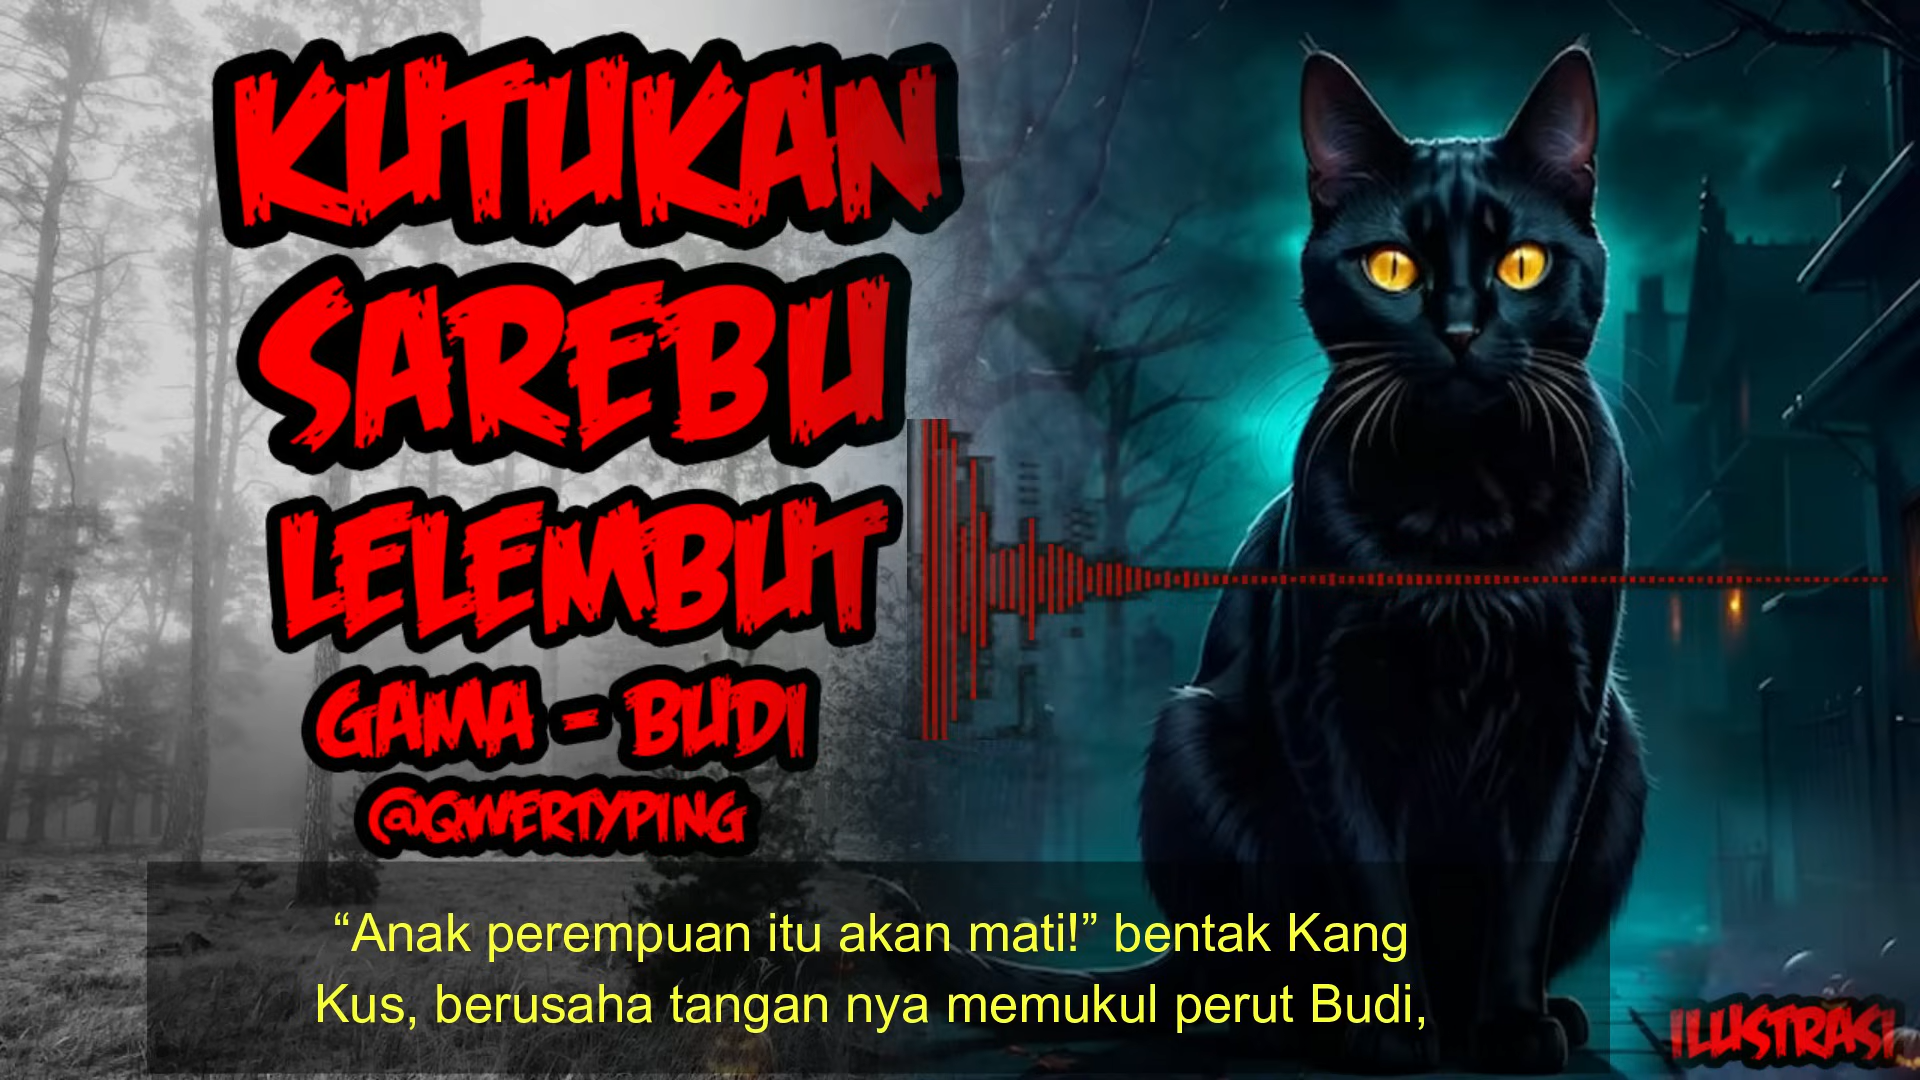 KUTUKAN
SAREBU
LELEMBUT
GAMA - BUDI
@QWERTYPING
“Anak perempuan itu akan mati!” bentak Kang
Kus, berusaha tangan nya memukul perut Budi,
ILUSTRASI